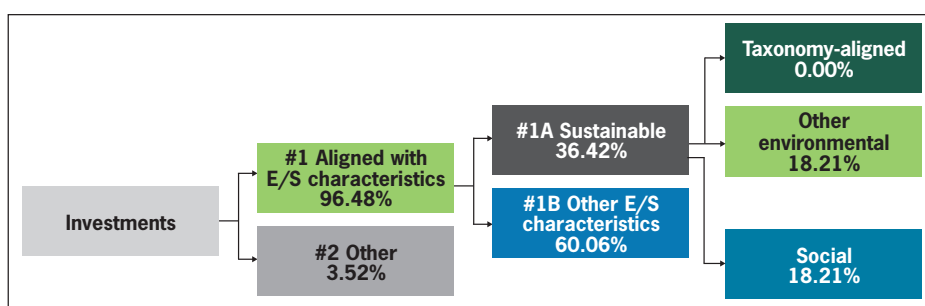 Investments
#1 Aligned with
E/S characteristics
96.48%
#2 Other
3.52%
#1A Sustainable
36.42%
#1B Other E/S
characteristics
60.06%
Taxonomy-aligned
0.00%
Other
environmental
18.21%
Social
18.21%